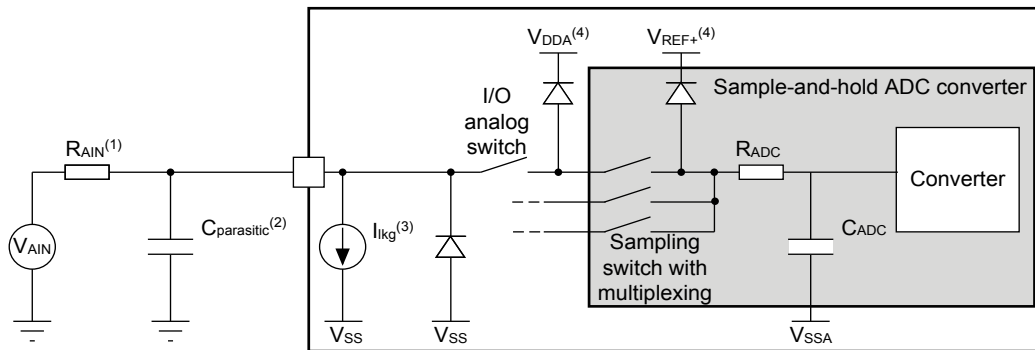 VDDA(4)
VREF+(4)
Sample-and-hold ADC converter
I/O
analog
switch
RAIN(1)
RADC
Converter
Cparasitic(2)
Ilkg(3)
VAIN
CADC
Sampling
switch with
multiplexing
VSS
VSS
VSSA